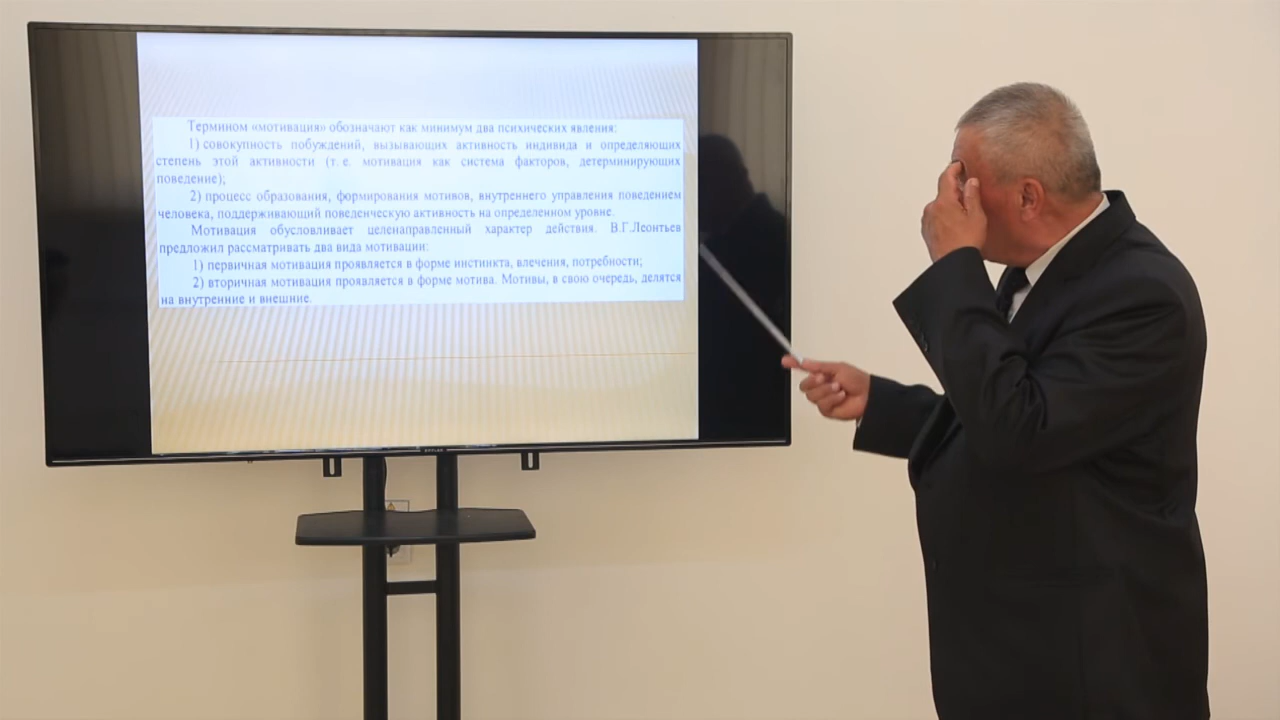 Термином «мотивация» обозначают как минимум два психических явления:
1) совокупность побуждений, вызывающих активность индивида и определяющих
степень этой активности (т. е. мотивация как система факторов, детерминирующих
поведение);
2) процесс образования, формирования мотивов, внутреннего управления поведением
человека, поддерживающий поведенческую активность на определенном уровне.
Мотивация обусловливает целенаправленный характер действия. В.Г.Леонтьев
предложил рассматривать два вида мотивации:
1) первичная мотивация проявляется в форме инстинкта, влечения, потребности;
2) вторичная мотивация проявляется в форме мотива. Мотивы, в свою очередь, делятся
на внутренние и внешние.